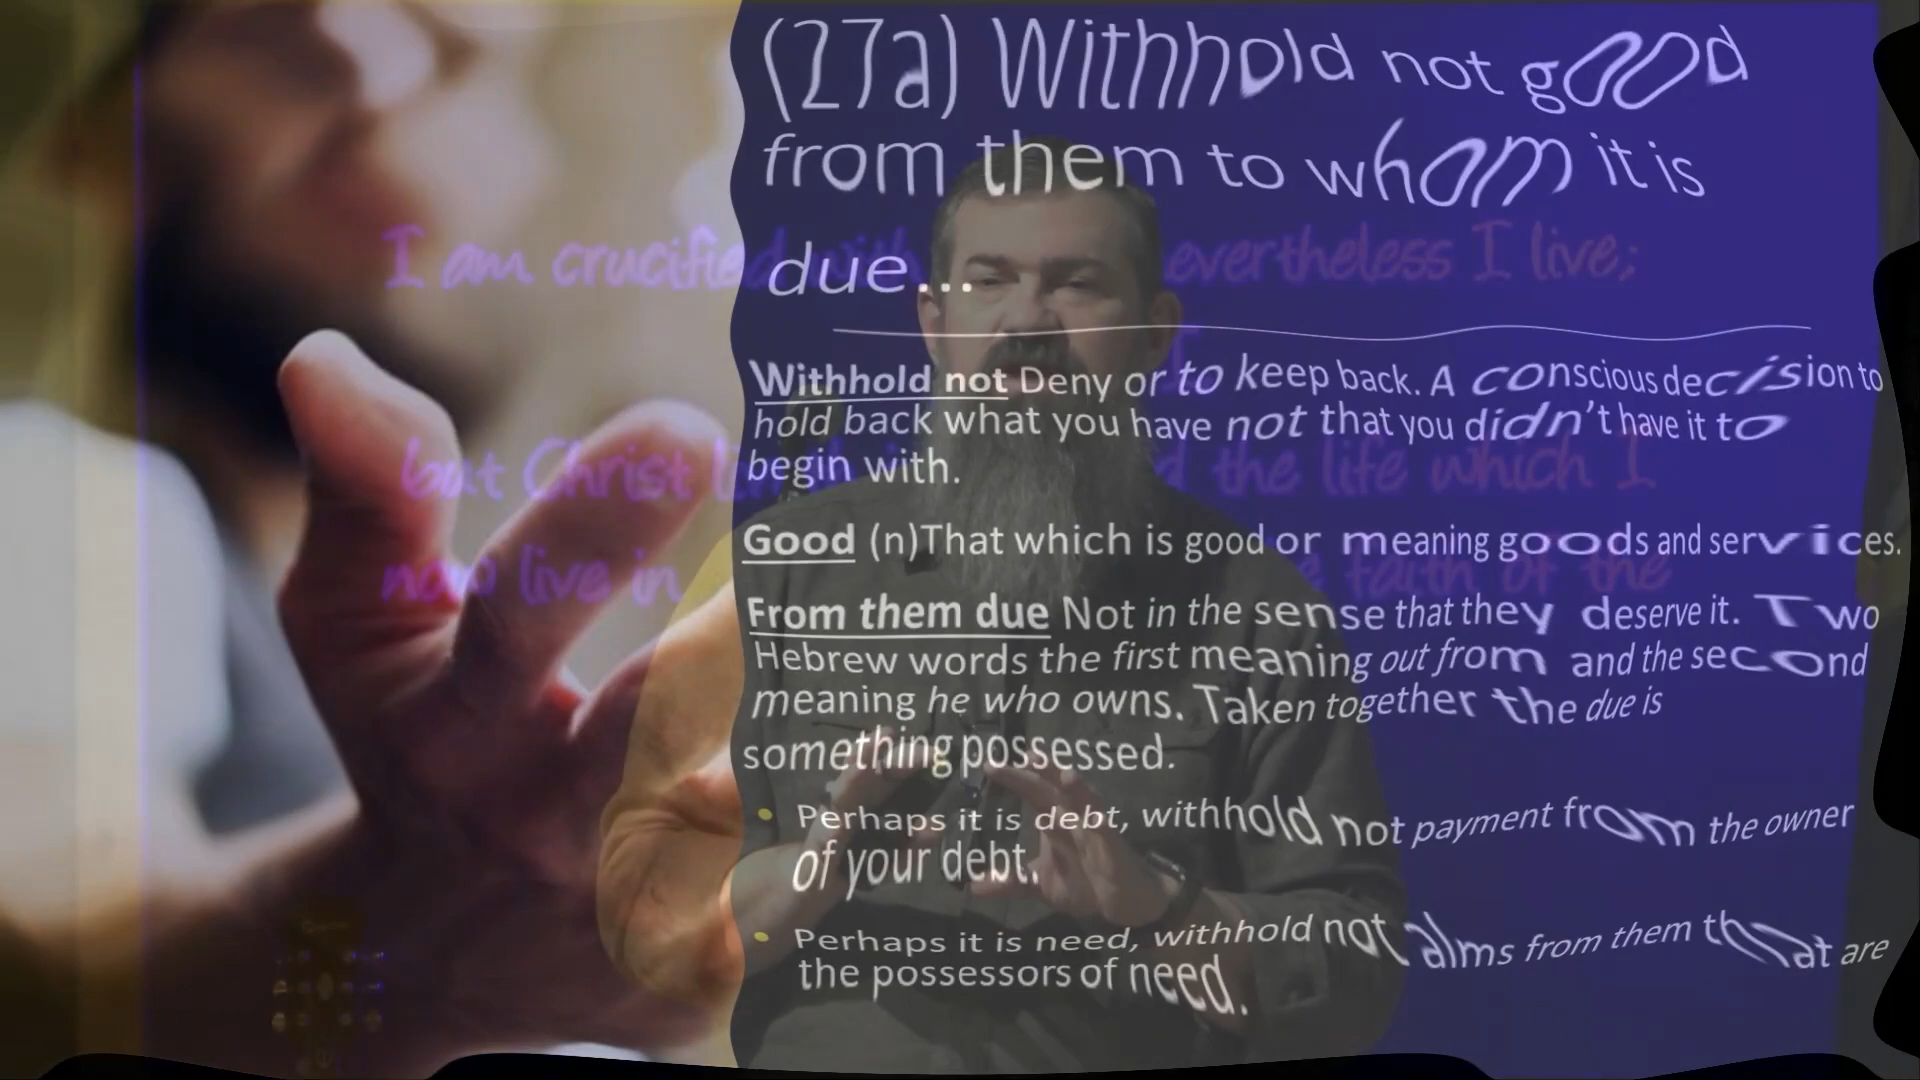 (27a) Withhold not good
from them to whom it is
due...
Withhold not Deny or to keep back. A conscious decision to
hold back what you have not that you didn't have it to
begin with.
Good (n)That which is good or meaning goods and services.
From them due Not in the sense that they deserve it. Two
Hebrew words the first meaning out from and the second
meaning he who owns. Taken together the due is
something possessed.
• Perhaps it is debt, withhold not payment from the owner
of your debt.
• Perhaps it is need, withhold not alms from them that are
the possessors of need.
I am crucified with evertheless I live;
but Christ the life which I
now live in faith of the